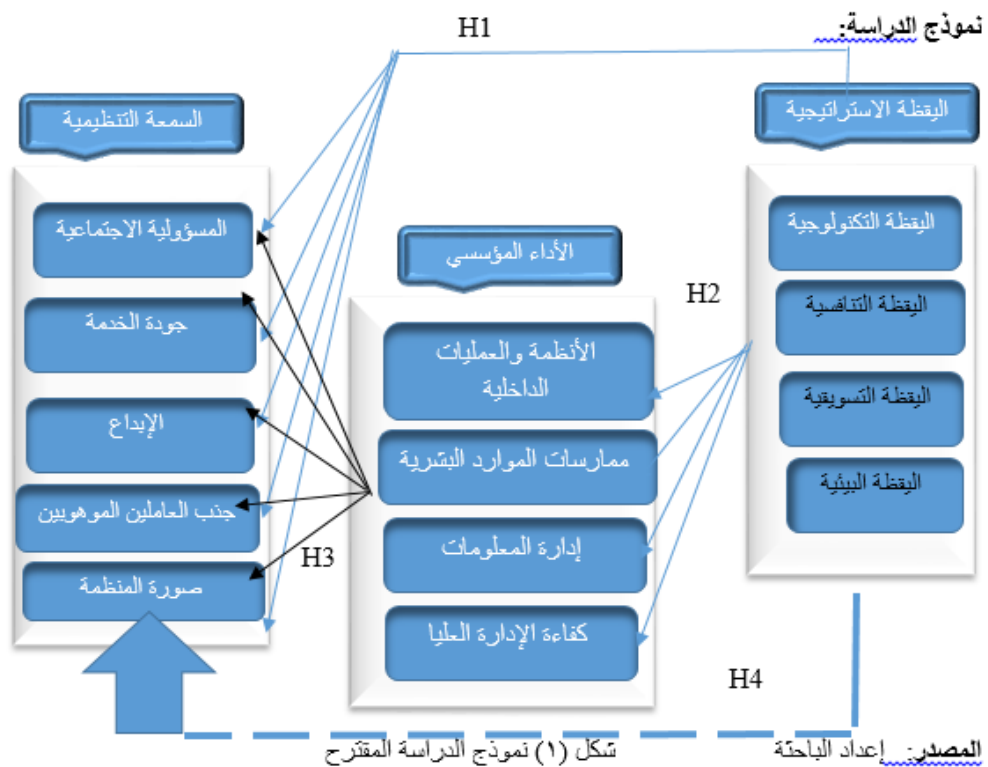 نموذج الدراسة:
H1
اليقظة الاستراتيجية
اليقظة التكنولوجية
اليقظة التنافسية
اليقظة التسويقية
اليقظة البيئية
H2
الأداء المؤسسي
الأنظمة والعمليات
الداخلية
ممارسات الموارد البشرية
إدارة المعلومات
كفاءة الإدارة العليا
السمعة التنظيمية
المسؤولية الاجتماعية
جودة الخدمة
الإبداع
جذب العاملين الموهوبين
صورة المنظمة
H3
H4
المصدر: إعداد الباحثة
شكل (١) نموذج الدراسة المقترح